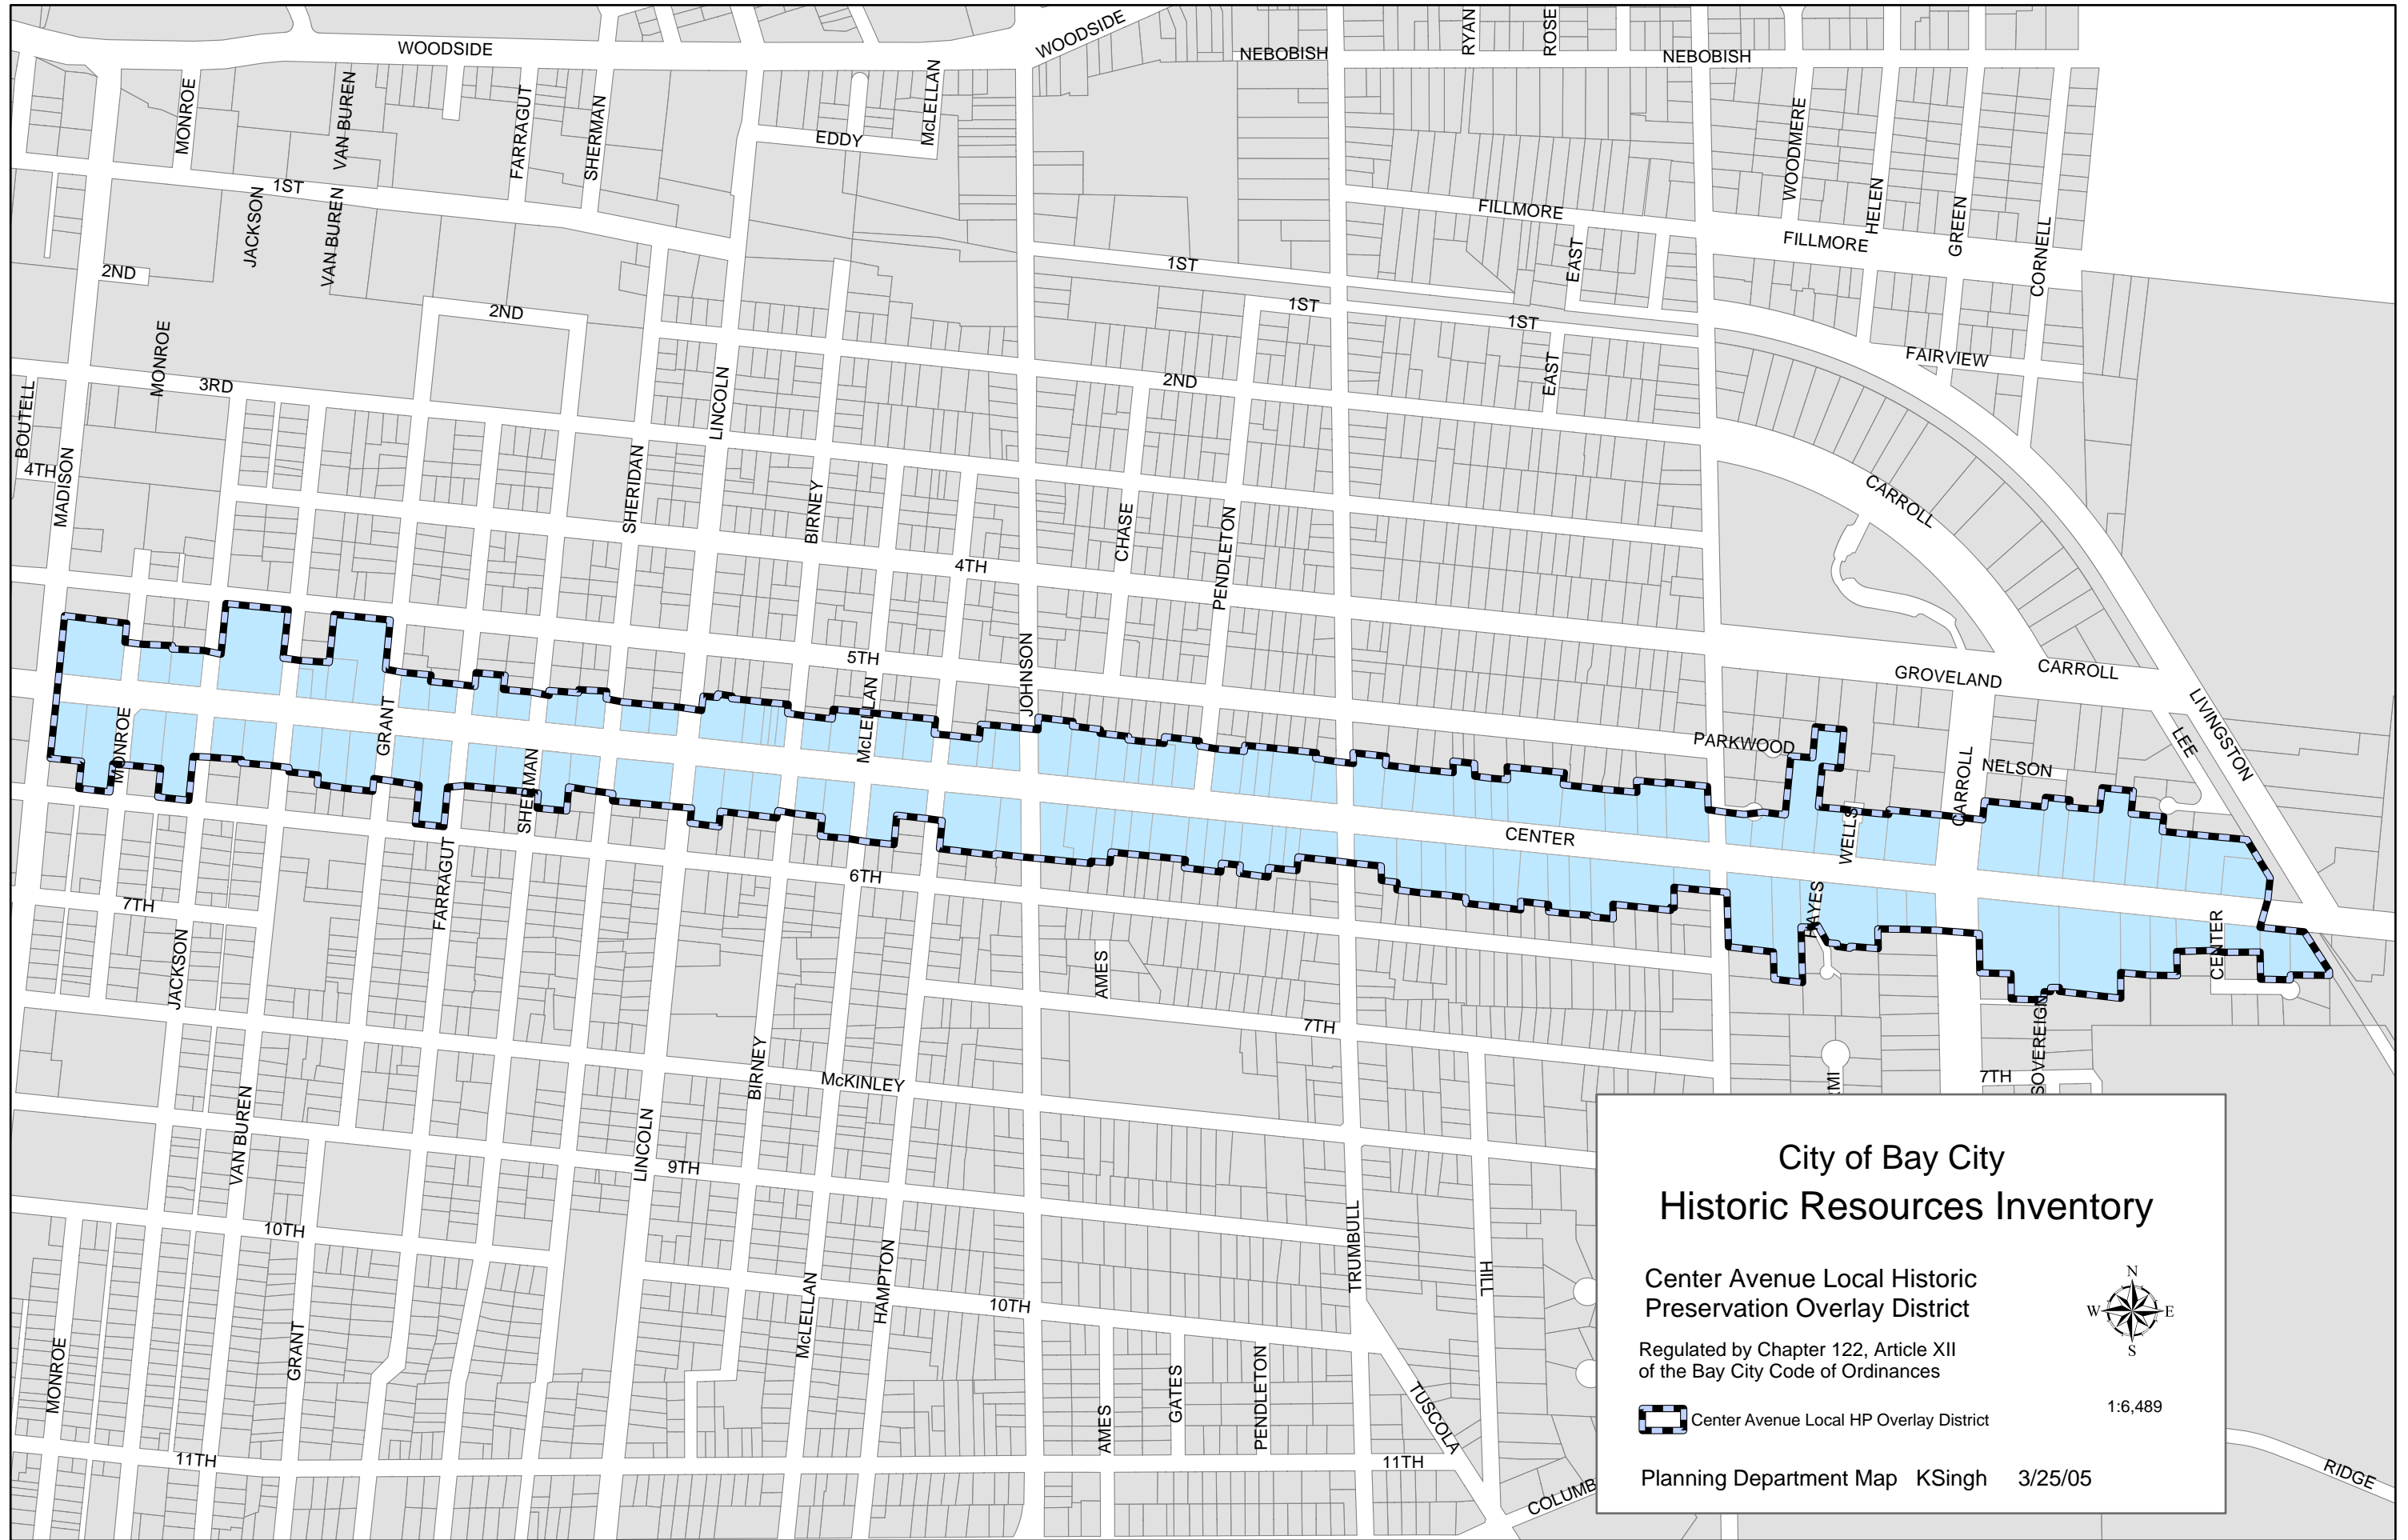 WOODSIDE
WOODSIDE
NEBOBISH
RYAN
ROSE
NEBOBISH
MONROE
VAN BUREN
FARRAGUT
SHERMAN
McLELLAN
EDDY
WOODMERE
HELEN
GREEN
CORNELL
1ST
JACKSON
VAN BUREN
FILLMORE
FILLMORE
EAST
2ND
1ST
1ST
1ST
2ND
MONROE
3RD
LINCOLN
2ND
EAST
FAIRVIEW
BOUTELL
4TH
MADISON
SHERIDAN
BIRNEY
CHASE
PENDLETON
CARROLL
4TH
5TH
JOHNSON
GROVELAND
CARROLL
LIVINGSTON
LEE
MONROE
GRANT
McLELLAN
PARKWOOD
NELSON
CARROLL
SHERMAN
CENTER
WELLS
HAYES
FARRAGUT
6TH
7TH
JACKSON
AMES
CENTER
SOVEREIGN
7TH
7TH
BIRNEY
McKINLEY
RMI
VAN BUREN
LINCOLN
9TH
10TH
HAMPTON
McLELLAN
10TH
TRUMBULL
HILL
MONROE
GRANT
AMES
GATES
PENDLETON
TUSCOLA
11TH
11TH
COLUMB
RIDGE
City of Bay City
Historic Resources Inventory
Center Avenue Local Historic
Preservation Overlay District
N
W E
S
Regulated by Chapter 122, Article XII
of the Bay City Code of Ordinances
1:6,489
Center Avenue Local HP Overlay District
Planning Department Map KSingh 3/25/05